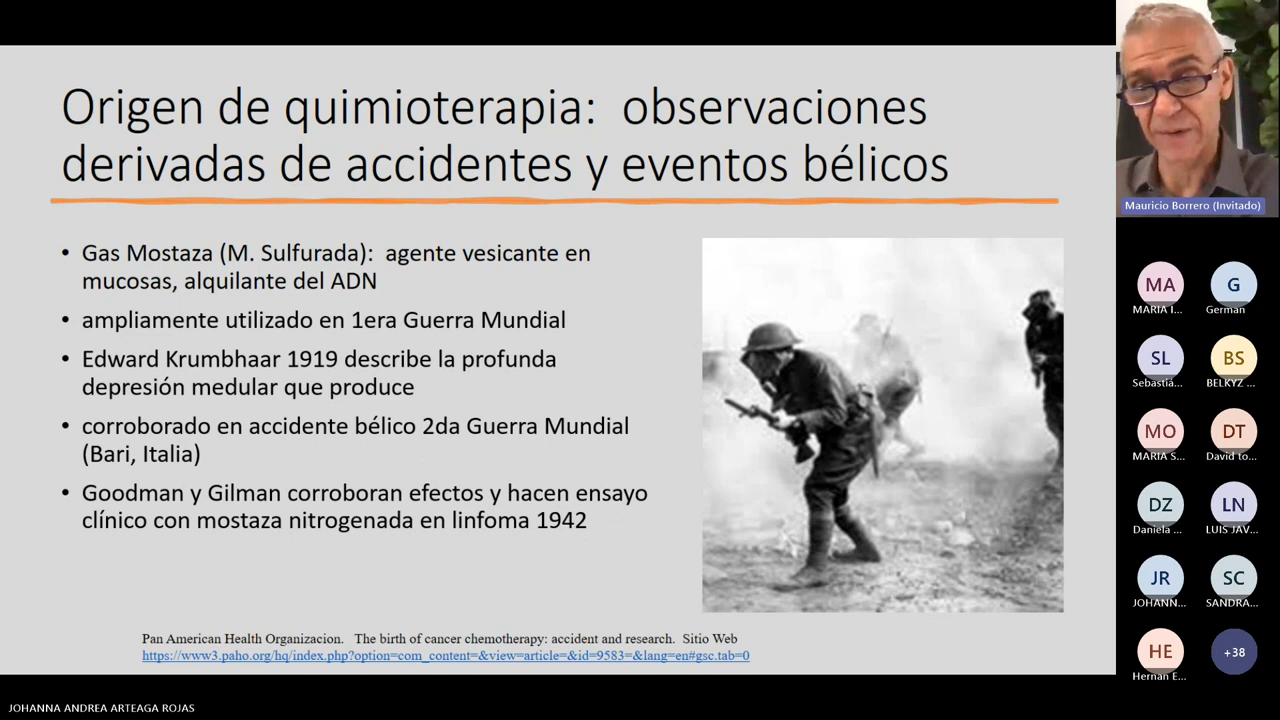 Origen de quimioterapia:  observaciones
derivadas de accidentes y eventos bélicos
• Gas Mostaza (M. Sulfurada):  agente vesicante en
mucosas, alquilante del ADN
• ampliamente utilizado en 1era Guerra Mundial
• Edward Krumbhaar 1919 describe la profunda
depresión medular que produce
• corroborado en accidente bélico 2da Guerra Mundial
(Bari, Italia)
• Goodman y Gilman corroboran efectos y hacen ensayo
clínico con mostaza nitrogenada en linfoma 1942
Pan American Health Organizacion.   The birth of cancer chemotherapy: accident and research.  Sitio Web
https://www3.paho.org/hq/index.php?option=com_content=&view=article=&id=9583=&lang=en#gsc.tab=0
Mauricio Borrero (Invitado)
MA
MARIA I...
G
German
SL
Sebastiá...
BS
BELKYZ ...
MO
MARIA S...
DT
David to...
DZ
Daniela ...
LN
LUIS JAV...
JR
JOHANN...
SC
SANDRA...
HE
Hernan E...
+38
JOHANNA ANDREA ARTEAGA ROJAS